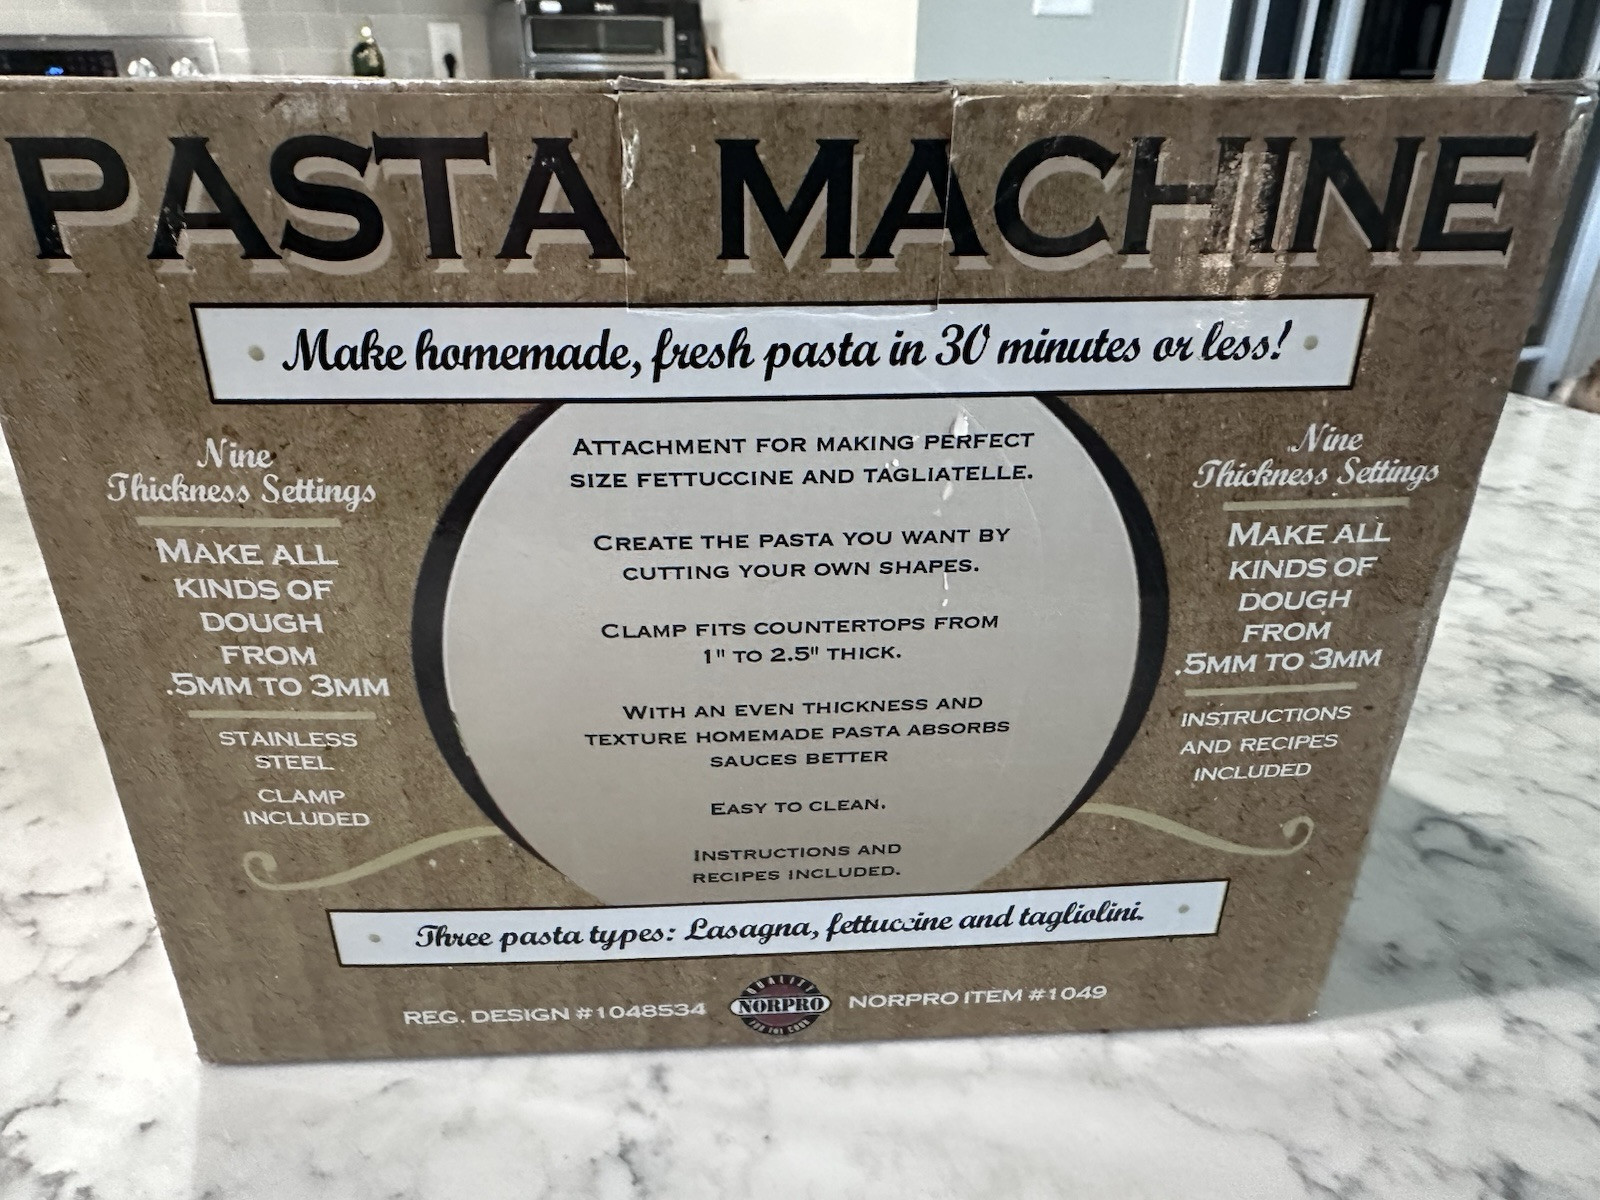 PASTA MACHINE
Make homemade, fresh pasta in 30 minutes or less!
Nine
Thickness Settings
MAKE ALL
KINDS OF
DOUGH
FROM
.5MM TO 3MM
STAINLESS
STEEL
CLAMP
INCLUDED
ATTACHMENT FOR MAKING PERFECT
SIZE FETTUCCINE AND TAGLIATELLE.
CREATE THE PASTA YOU WANT BY
CUTTING YOUR OWN SHAPES.
CLAMP FITS COUNTERTOPS FROM
1" TO 2.5" THICK.
WITH AN EVEN THICKNESS AND
TEXTURE HOMEMADE PASTA ABSORBS
SAUCES BETTER
EASY TO CLEAN.
INSTRUCTIONS AND
RECIPES INCLUDED.
Nine
Thickness Settings
MAKE ALL
KINDS OF
DOUGH
FROM
.5MM TO 3MM
INSTRUCTIONS
AND RECIPES
INCLUDED
Three pasta types: Lasagna, fettuccine and tagliolini.
REG. DESIGN #1048534
QUALITY
NORPRO
FOR THE COOK
NORPRO ITEM #1049